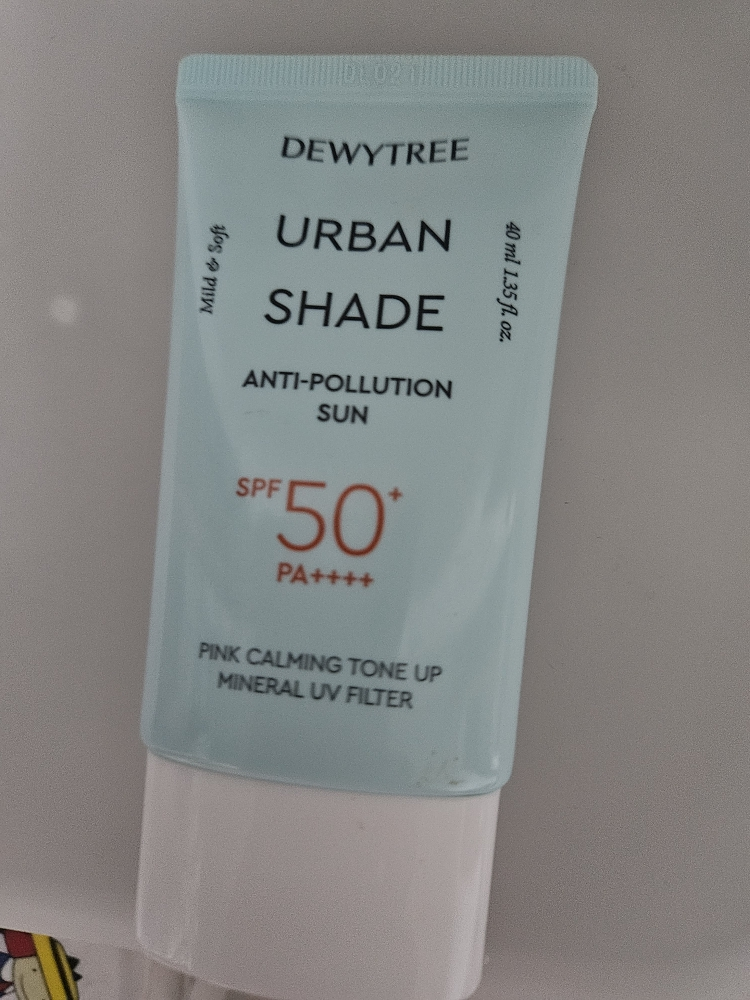 DEWYTREE
URBAN
SHADE
Mild & Soft
40 ml 1.35 fl. oz.
ANTI-POLLUTION
SUN
SPF 50+
PA++++
PINK CALMING TONE UP
MINERAL UV FILTER